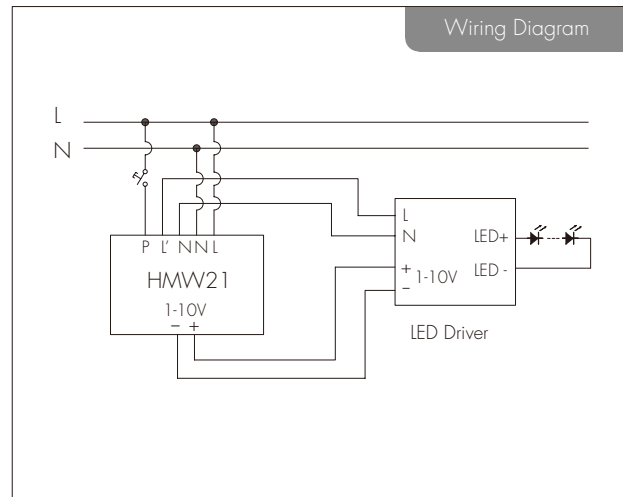 Wiring Diagram
L
N
P L' N N L
HMW21
1-10V
− +
L
N
+
−
1-10V
LED+
LED -
LED Driver